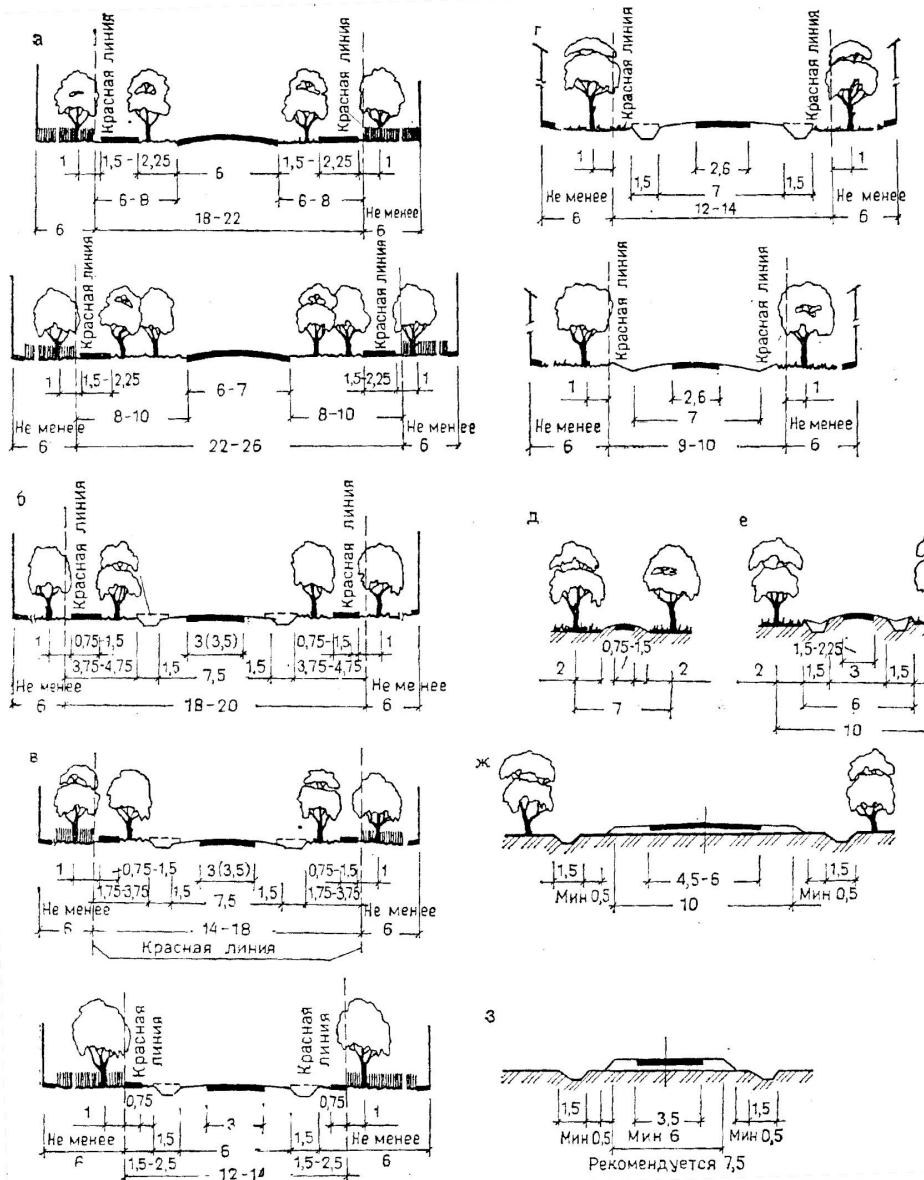 а
Красная линия
Красная линия
1 1,5- 2,25 6 1,5- 2,25 1
6-8 6-8
18-22
6
Не менее
6
Красная линия
Красная линия
1 1,5-2,25 6-7 1,5-2,25 1
8-10 8-10
Не менее Не менее
6 22-26 6
б
Красная линия
Красная линия
1 0,75-1,5 3(3,5) 0,75-1,5 1
3,75-4,75 1,5 7,5 1,5 3,75-4,75
Не менее Не менее
6 18-20 6
в
0,75-1,5 3(3,5) 0,75-1,5 1
1,75-3,75 1,5 7,5 1,5 1,75-3,75
Не менее Не менее
6 14-18 6
Красная линия
Красная линия
Красная линия
1 0,75 3 0,75 1
Не менее 1,5 6 1,5 Не менее
6 1,5-2,5 1,5-2,5 6
12-14
г
Красная линия
Красная линия
1 2,6 1
1,5 7 1,5
Не менее Не менее
6 12-14 6
Красная линия
Красная линия
1 2,6 1
7
Не менее Не менее
6 9-10 6
д
0,75-1,5
2 2
7
е
1,5-2,25
2 1,5 3 1,5
6
10
ж
1,5 4,5-6 1,5
Мин 0,5 10 Мин 0,5
З
1,5 3,5 1,5
Мин 0,5 Мин 6 Мин 0,5
Рекомендуется 7,5